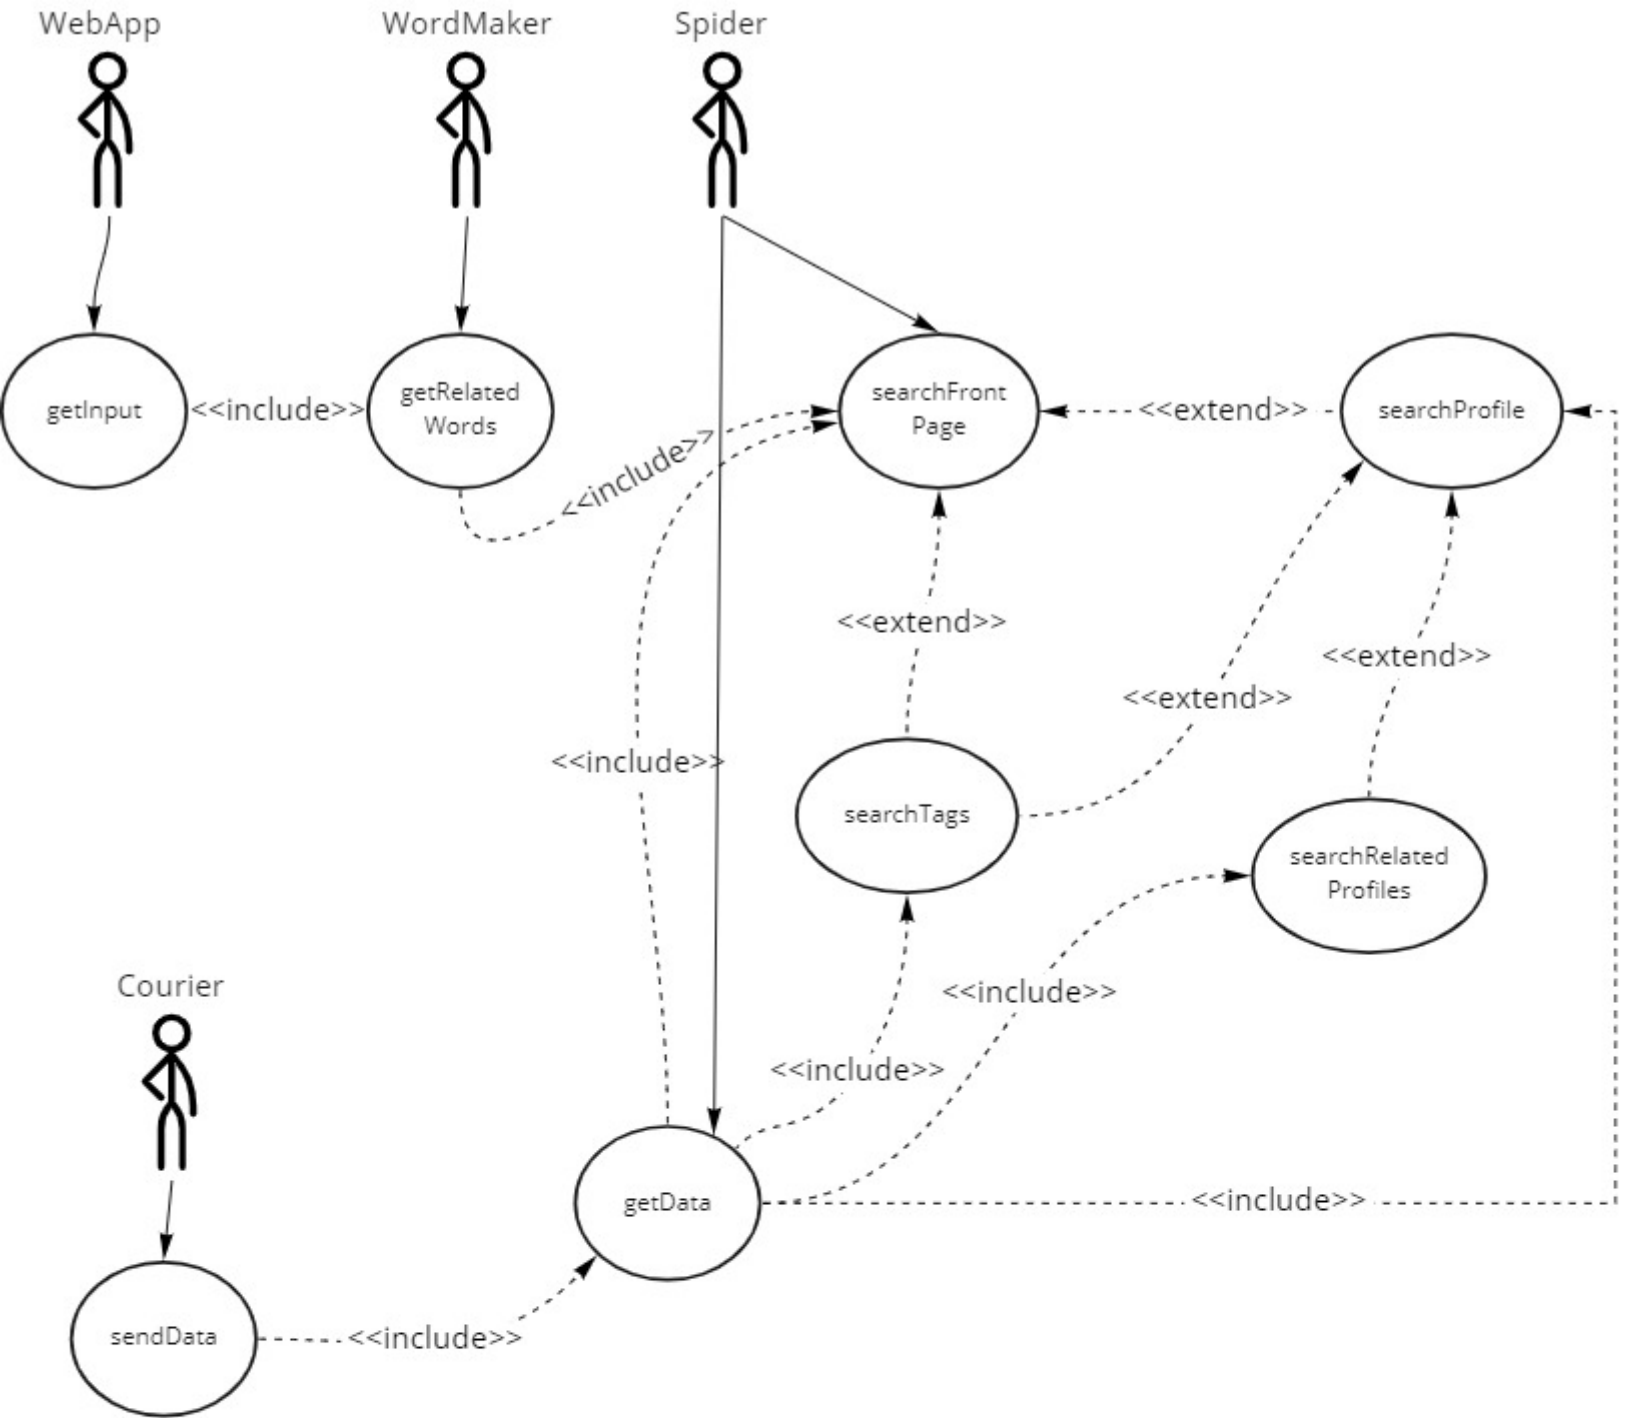 WebApp
WordMaker
Spider
getInput
<<include>>
getRelated
Words
<<include>>
searchFront
Page
<<extend>>
searchProfile
<<extend>>
<<extend>>
<<extend>>
<<include>>
searchTags
searchRelated
Profiles
Courier
<<include>>
<<include>>
getData
<<include>>
sendData
<<include>>